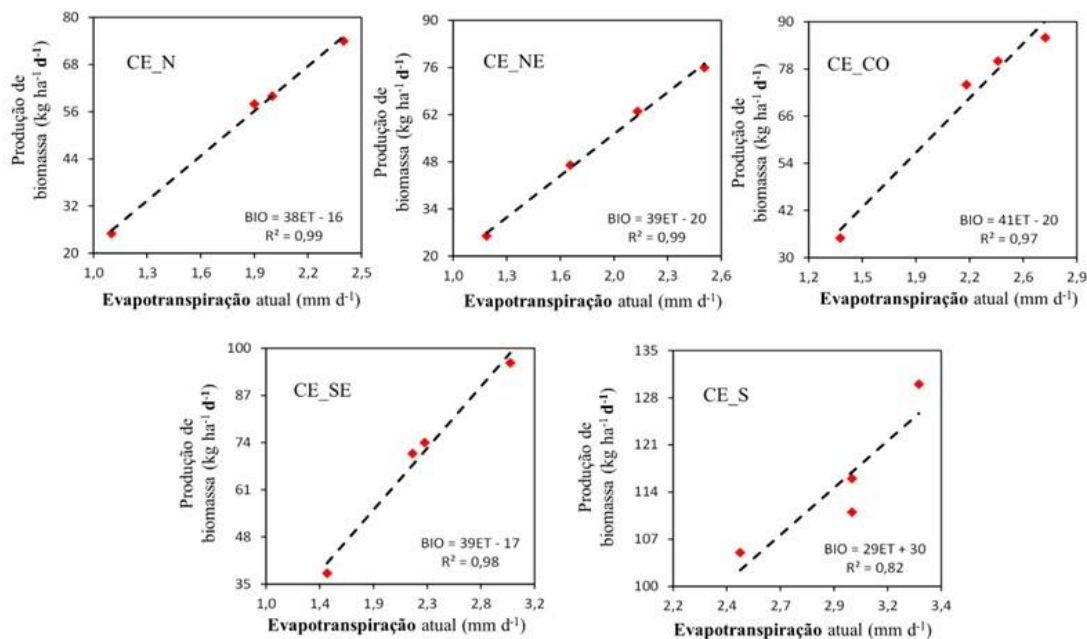 CE_N
Produção de
biomassa (kg ha⁻¹ d⁻¹)
80
68
56
44
32
20
BIO = 38ET - 16
R² = 0,99
1,0 1,3 1,6 1,9 2,2 2,5
Evapotranspiração atual (mm d⁻¹)
CE_NE
Produção de
biomassa (kg ha⁻¹ d⁻¹)
90
76
62
48
34
20
BIO = 39ET - 20
R² = 0,99
1,0 1,3 1,6 2,0 2,3 2,6
Evapotranspiração atual (mm d⁻¹)
CE_CO
Produção de
biomassa (kg ha⁻¹ d⁻¹)
90
78
66
54
42
30
BIO = 41ET - 20
R² = 0,97
1,2 1,5 1,9 2,2 2,6 2,9
Evapotranspiração atual (mm d⁻¹)
CE_SE
Produção de
biomassa (kg ha⁻¹ d⁻¹)
100
87
74
61
48
35
BIO = 39ET - 17
R² = 0,98
1,0 1,4 1,9 2,3 2,8 3,2
Evapotranspiração atual (mm d⁻¹)
CE_S
Produção de
biomassa (kg ha⁻¹ d⁻¹)
135
128
121
114
107
100
BIO = 29ET + 30
R² = 0,82
2,2 2,4 2,7 2,9 3,2 3,4
Evapotranspiração atual (mm d⁻¹)